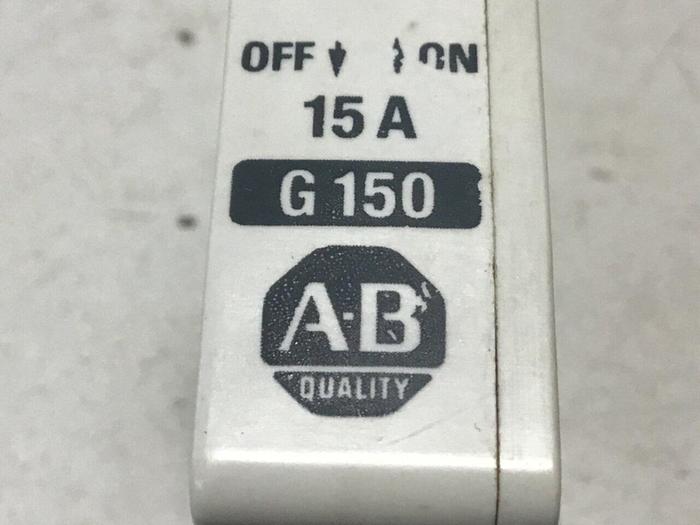 OFF ↓ ↑ ON
15 A
G 150
A-B
QUALITY